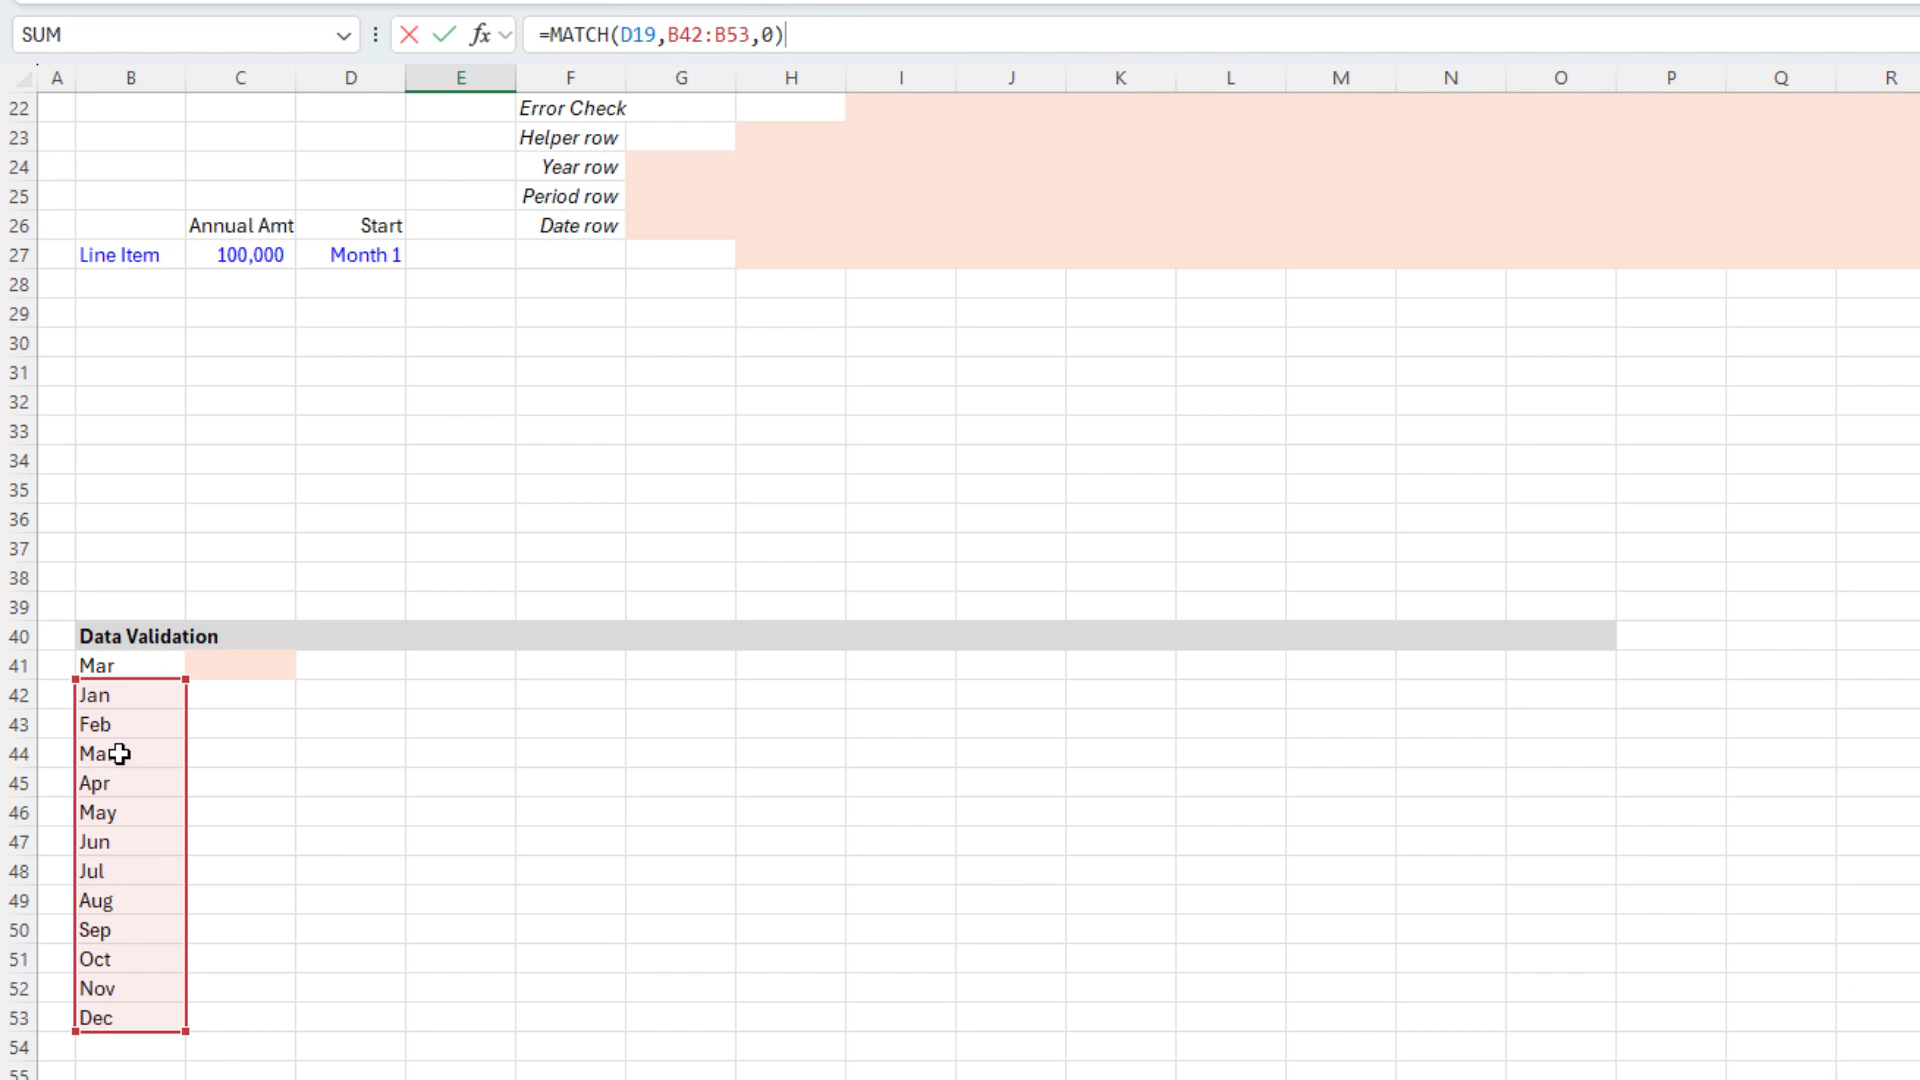 SUM fx =MATCH(D19,B42:B53,0)
A B C D E F G H I J K L M N O P Q R
22 Error Check
23 Helper row
24 Year row
25 Period row
26 Annual Amt Start Date row
27 Line Item 100,000 Month 1
28
29
30
31
32
33
34
35
36
37
38
39
40 Data Validation
41 Mar
42 Jan
43 Feb
44 Ma
45 Apr
46 May
47 Jun
48 Jul
49 Aug
50 Sep
51 Oct
52 Nov
53 Dec
54
55